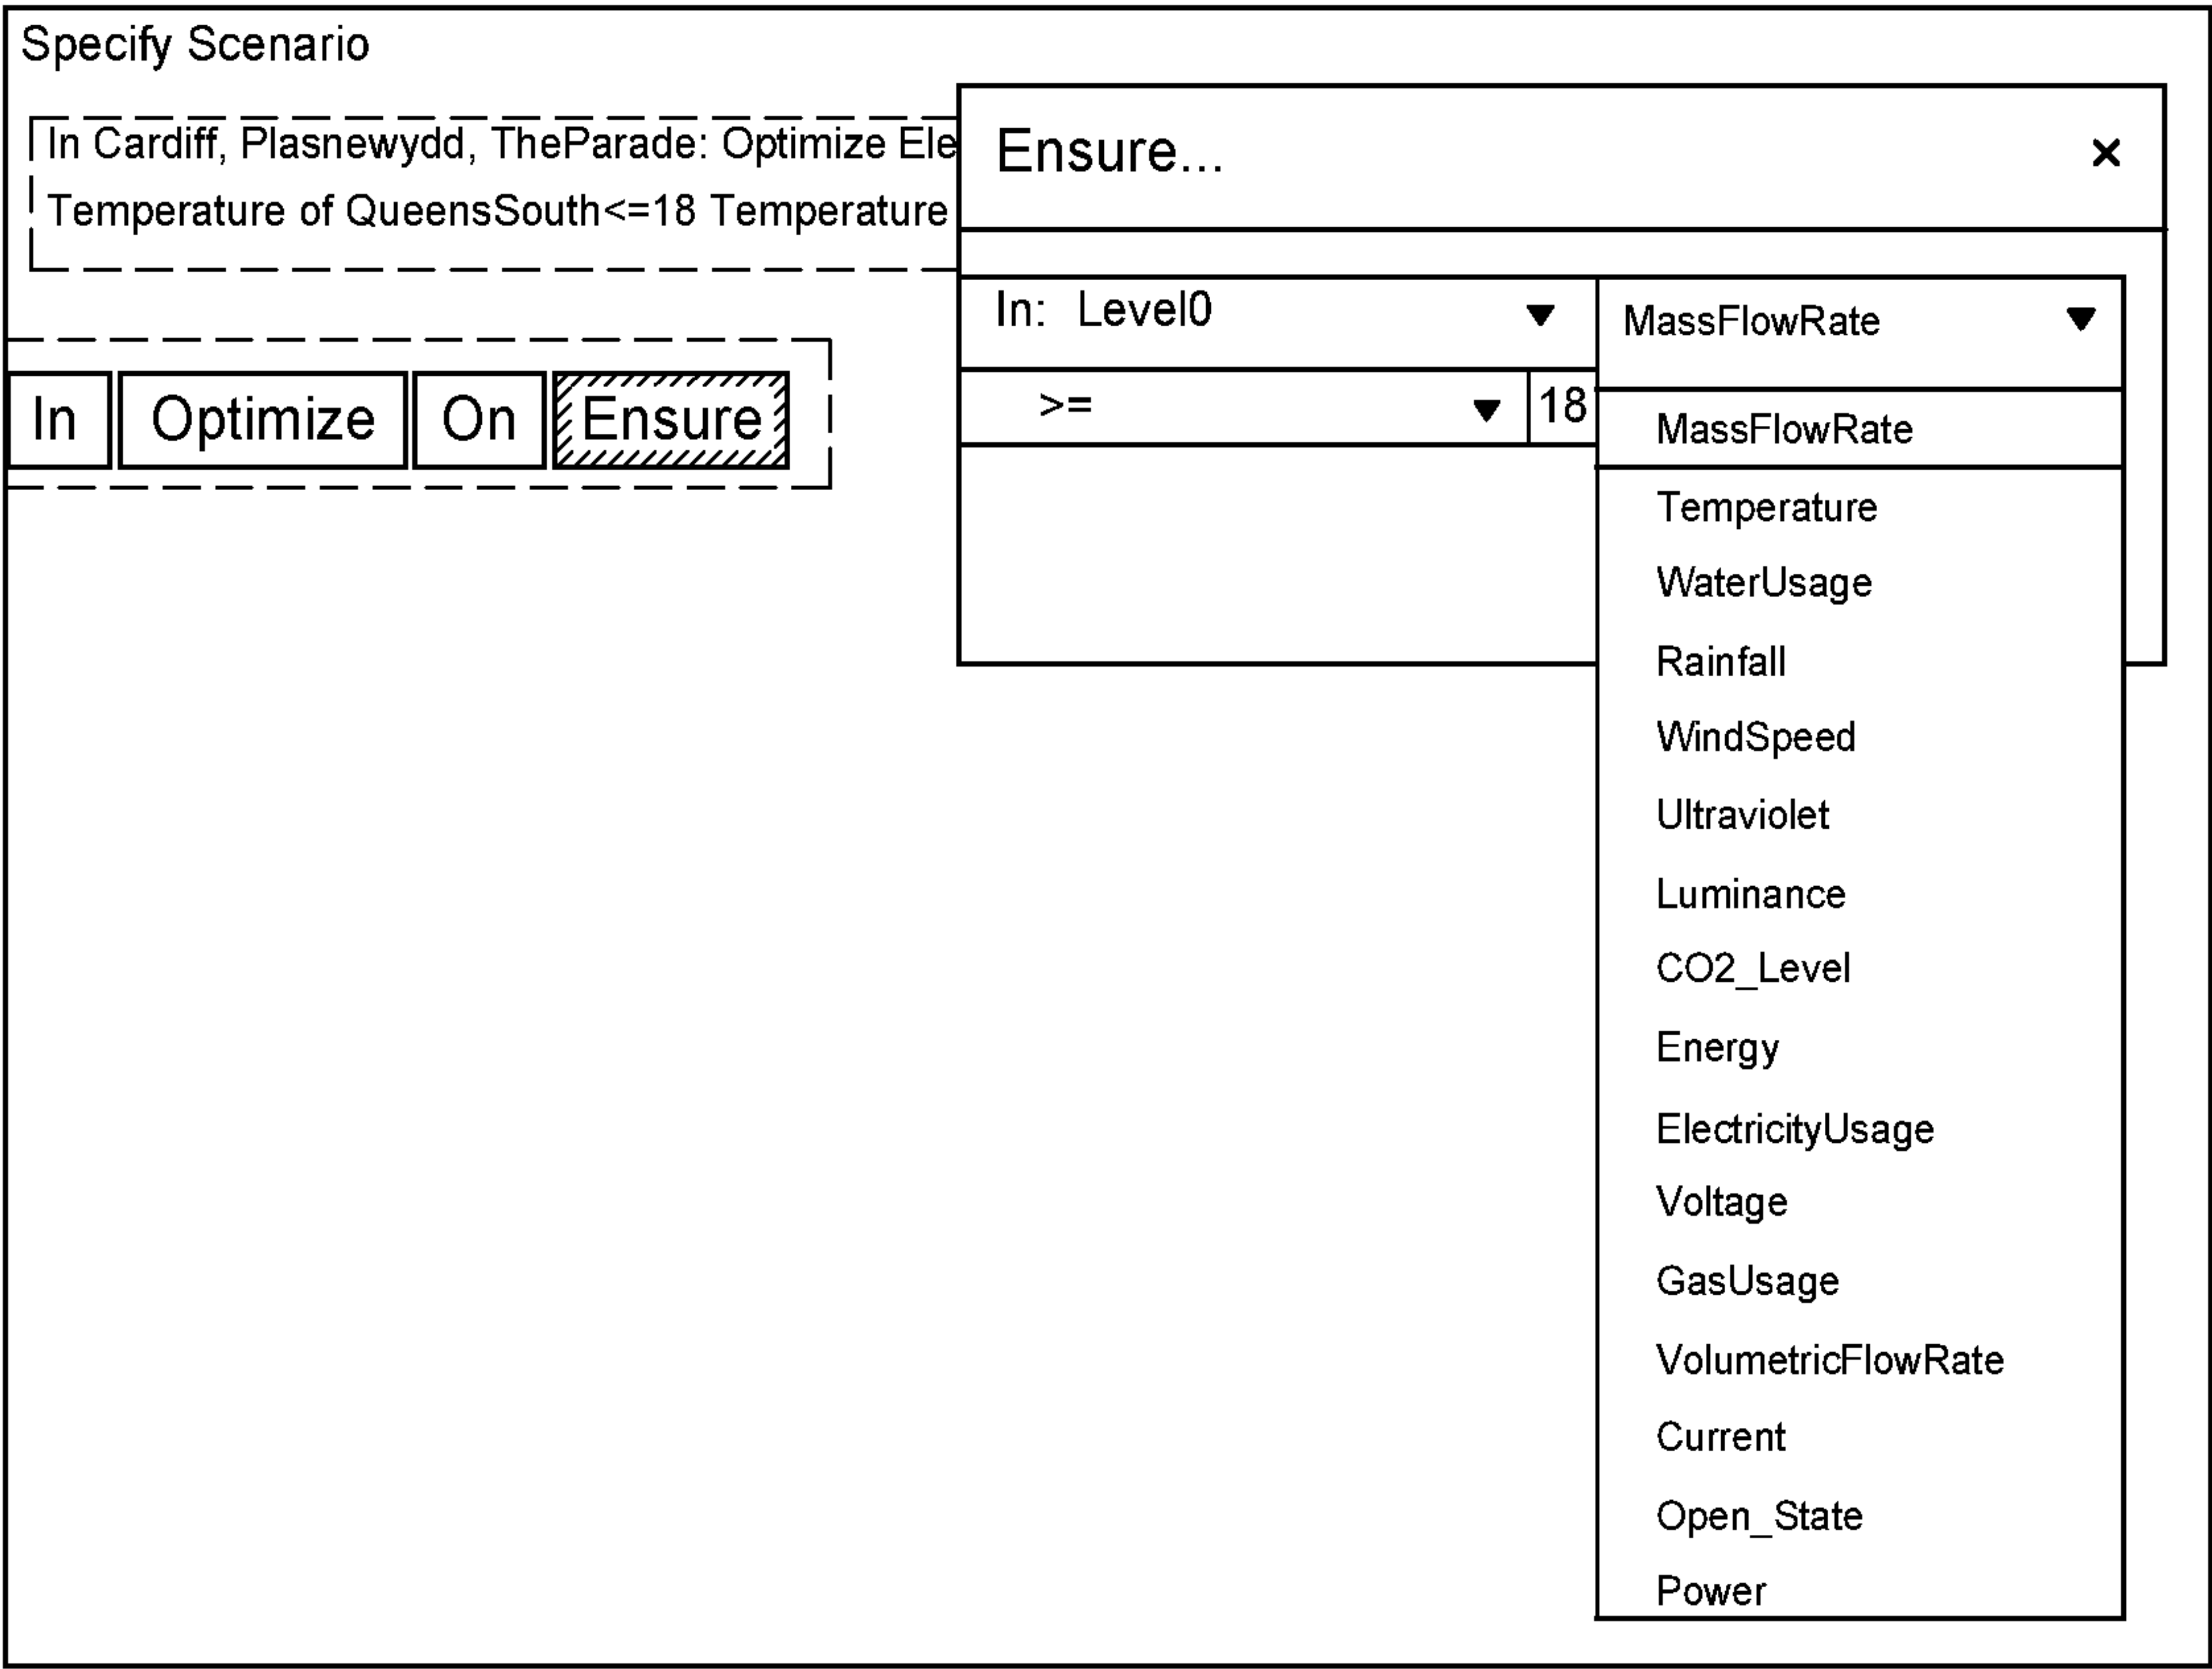 Specify Scenario
In Cardiff, Plasnewydd, TheParade: Optimize Ele
Temperature of QueensSouth<=18 Temperature
In Optimize On Ensure
Ensure... ×
In: Level0 ▼ MassFlowRate ▼
>= ▼ 18
MassFlowRate
Temperature
WaterUsage
Rainfall
WindSpeed
Ultraviolet
Luminance
CO2_Level
Energy
ElectricityUsage
Voltage
GasUsage
VolumetricFlowRate
Current
Open_State
Power